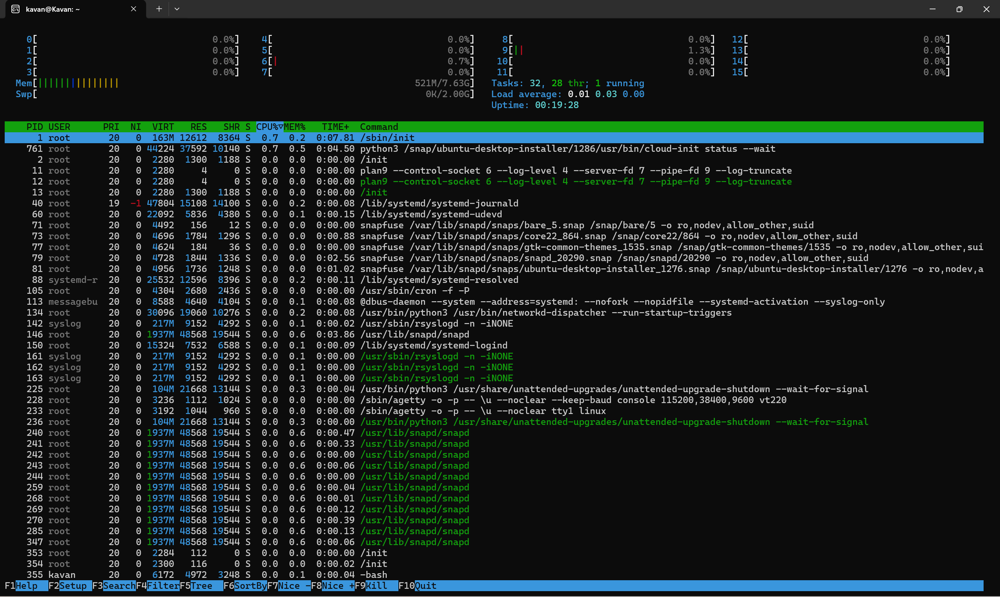 kavan@Kavan: ~
0[ 0.0%] 4[ 0.0%] 8[ 0.0%] 12[ 0.0%]
1[ 0.0%] 5[ 0.0%] 9[|| 1.3%] 13[ 0.0%]
2[ 0.0%] 6[| 0.7%] 10[ 0.0%] 14[ 0.0%]
3[ 0.0%] 7[ 0.0%] 11[ 0.0%] 15[ 0.0%]
Mem[||||||||||||||| 521M/7.63G] Tasks: 32, 28 thr; 1 running
Swp[ 0K/2.00G] Load average: 0.01 0.03 0.00
Uptime: 00:19:28
PID USER PRI NI VIRT RES SHR S CPU%▽MEM% TIME+ Command
1 root 20 0 163M 12612 8364 S 0.7 0.2 0:07.81 /sbin/init
761 root 20 0 44224 37592 10140 S 0.7 0.5 0:04.50 python3 /snap/ubuntu-desktop-installer/1286/usr/bin/cloud-init status --wait
2 root 20 0 2280 1300 1188 S 0.0 0.0 0:00.00 /init
11 root 20 0 2280 4 0 S 0.0 0.0 0:00.00 plan9 --control-socket 6 --log-level 4 --server-fd 7 --pipe-fd 9 --log-truncate
12 root 20 0 2280 4 0 S 0.0 0.0 0:00.00 plan9 --control-socket 6 --log-level 4 --server-fd 7 --pipe-fd 9 --log-truncate
13 root 20 0 2280 1300 1188 S 0.0 0.0 0:00.00 /init
40 root 19 -1 47804 15108 14100 S 0.0 0.2 0:00.08 /lib/systemd/systemd-journald
60 root 20 0 22092 5836 4380 S 0.0 0.1 0:00.15 /lib/systemd/systemd-udevd
71 root 20 0 4492 156 12 S 0.0 0.0 0:00.00 snapfuse /var/lib/snapd/snaps/bare_5.snap /snap/bare/5 -o ro,nodev,allow_other,suid
73 root 20 0 4696 1784 1296 S 0.0 0.0 0:00.88 snapfuse /var/lib/snapd/snaps/core22_864.snap /snap/core22/864 -o ro,nodev,allow_other,suid
77 root 20 0 4624 184 36 S 0.0 0.0 0:00.00 snapfuse /var/lib/snapd/snaps/gtk-common-themes_1535.snap /snap/gtk-common-themes/1535 -o ro,nodev,allow_other,sui
79 root 20 0 4728 1844 1336 S 0.0 0.0 0:02.56 snapfuse /var/lib/snapd/snaps/snapd_20290.snap /snap/snapd/20290 -o ro,nodev,allow_other,suid
81 root 20 0 4956 1736 1248 S 0.0 0.0 0:01.02 snapfuse /var/lib/snapd/snaps/ubuntu-desktop-installer_1276.snap /snap/ubuntu-desktop-installer/1276 -o ro,nodev,a
88 systemd-r 20 0 25532 12596 8396 S 0.0 0.2 0:00.11 /lib/systemd/systemd-resolved
105 root 20 0 4304 2680 2436 S 0.0 0.0 0:00.00 /usr/sbin/cron -f -P
113 messagebu 20 0 8588 4640 4104 S 0.0 0.1 0:00.08 @dbus-daemon --system --address=systemd: --nofork --nopidfile --systemd-activation --syslog-only
134 root 20 0 30096 19060 10276 S 0.0 0.2 0:00.08 /usr/bin/python3 /usr/bin/networkd-dispatcher --run-startup-triggers
142 syslog 20 0 217M 9152 4292 S 0.0 0.1 0:00.02 /usr/sbin/rsyslogd -n -iNONE
146 root 20 0 1937M 48568 19544 S 0.0 0.6 0:03.86 /usr/lib/snapd/snapd
150 root 20 0 15324 7532 6588 S 0.0 0.1 0:00.09 /lib/systemd/systemd-logind
161 syslog 20 0 217M 9152 4292 S 0.0 0.1 0:00.00 /usr/sbin/rsyslogd -n -iNONE
162 syslog 20 0 217M 9152 4292 S 0.0 0.1 0:00.00 /usr/sbin/rsyslogd -n -iNONE
163 syslog 20 0 217M 9152 4292 S 0.0 0.1 0:00.00 /usr/sbin/rsyslogd -n -iNONE
225 root 20 0 104M 21668 13144 S 0.0 0.3 0:00.04 /usr/bin/python3 /usr/share/unattended-upgrades/unattended-upgrade-shutdown --wait-for-signal
228 root 20 0 3236 1112 1024 S 0.0 0.0 0:00.00 /sbin/agetty -o -p -- \u --noclear --keep-baud console 115200,38400,9600 vt220
233 root 20 0 3192 1044 960 S 0.0 0.0 0:00.00 /sbin/agetty -o -p -- \u --noclear tty1 linux
236 root 20 0 104M 21668 13144 S 0.0 0.3 0:00.00 /usr/bin/python3 /usr/share/unattended-upgrades/unattended-upgrade-shutdown --wait-for-signal
240 root 20 0 1937M 48568 19544 S 0.0 0.6 0:00.47 /usr/lib/snapd/snapd
241 root 20 0 1937M 48568 19544 S 0.0 0.6 0:00.33 /usr/lib/snapd/snapd
242 root 20 0 1937M 48568 19544 S 0.0 0.6 0:00.00 /usr/lib/snapd/snapd
243 root 20 0 1937M 48568 19544 S 0.0 0.6 0:00.06 /usr/lib/snapd/snapd
244 root 20 0 1937M 48568 19544 S 0.0 0.6 0:00.00 /usr/lib/snapd/snapd
259 root 20 0 1937M 48568 19544 S 0.0 0.6 0:00.04 /usr/lib/snapd/snapd
268 root 20 0 1937M 48568 19544 S 0.0 0.6 0:00.01 /usr/lib/snapd/snapd
269 root 20 0 1937M 48568 19544 S 0.0 0.6 0:00.12 /usr/lib/snapd/snapd
270 root 20 0 1937M 48568 19544 S 0.0 0.6 0:00.39 /usr/lib/snapd/snapd
285 root 20 0 1937M 48568 19544 S 0.0 0.6 0:00.13 /usr/lib/snapd/snapd
347 root 20 0 1937M 48568 19544 S 0.0 0.6 0:00.06 /usr/lib/snapd/snapd
353 root 20 0 2284 112 0 S 0.0 0.0 0:00.00 /init
354 root 20 0 2300 116 0 S 0.0 0.0 0:00.02 /init
355 kavan 20 0 6172 4972 3248 S 0.0 0.1 0:00.04 -bash
F1Help F2Setup F3SearchF4FilterF5Tree F6SortByF7Nice -F8Nice +F9Kill F10Quit